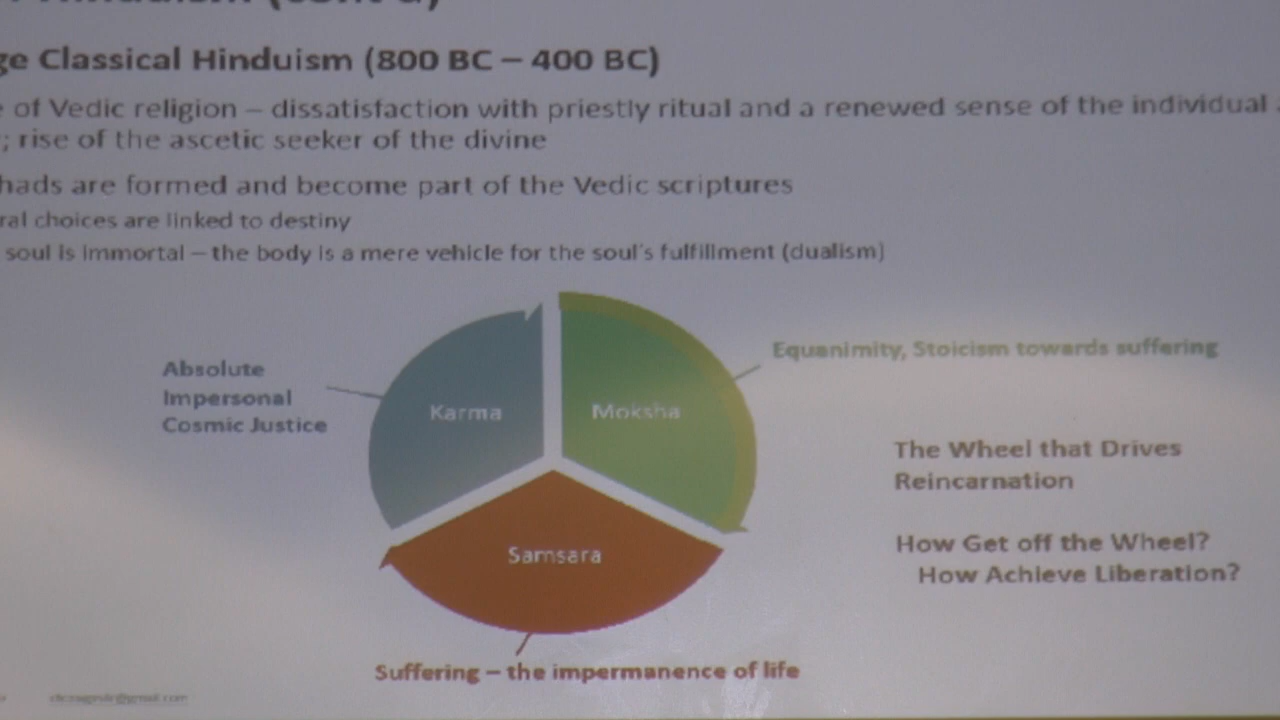 Hinduism (cont'd)
ge Classical Hinduism (800 BC – 400 BC)
e of Vedic religion – dissatisfaction with priestly ritual and a renewed sense of the individual
; rise of the ascetic seeker of the divine
hads are formed and become part of the Vedic scriptures
ral choices are linked to destiny
soul is immortal – the body is a mere vehicle for the soul's fulfillment (dualism)
Equanimity, Stoicism towards suffering
Absolute
Impersonal
Cosmic Justice
Karma
Moksha
The Wheel that Drives
Reincarnation
How Get off the Wheel?
How Achieve Liberation?
Samsara
Suffering – the impermanence of life